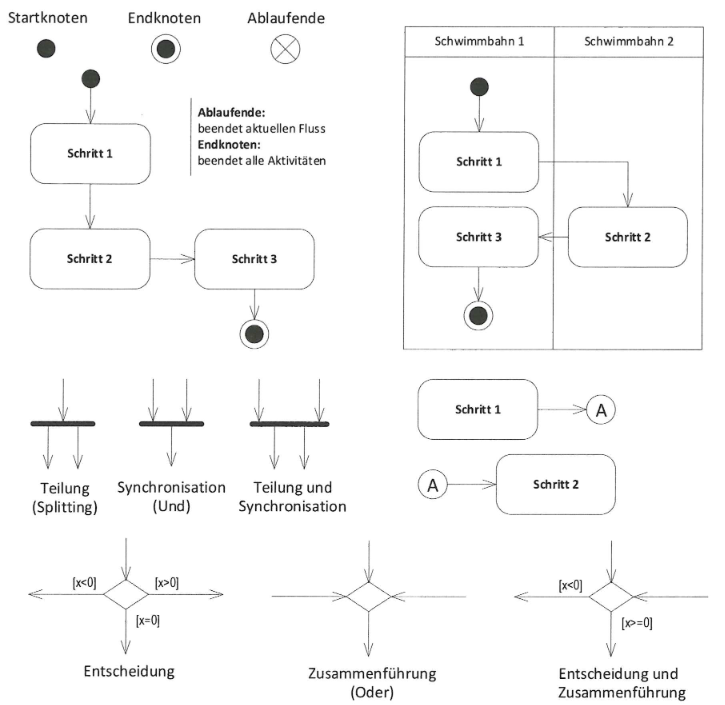 Startknoten
Endknoten
Ablaufende
Ablaufende:
beendet aktuellen Fluss
Endknoten:
beendet alle Aktivitäten
Schritt 1
Schritt 2
Schritt 3
Schwimmbahn 1
Schwimmbahn 2
Schritt 1
Schritt 3
Schritt 2
Teilung
(Splitting)
Synchronisation
(Und)
Teilung und
Synchronisation
Schritt 1
A
A
Schritt 2
[x<0]
[x>0]
[x=0]
Entscheidung
Zusammenführung
(Oder)
[x<0]
[x>=0]
Entscheidung und
Zusammenführung